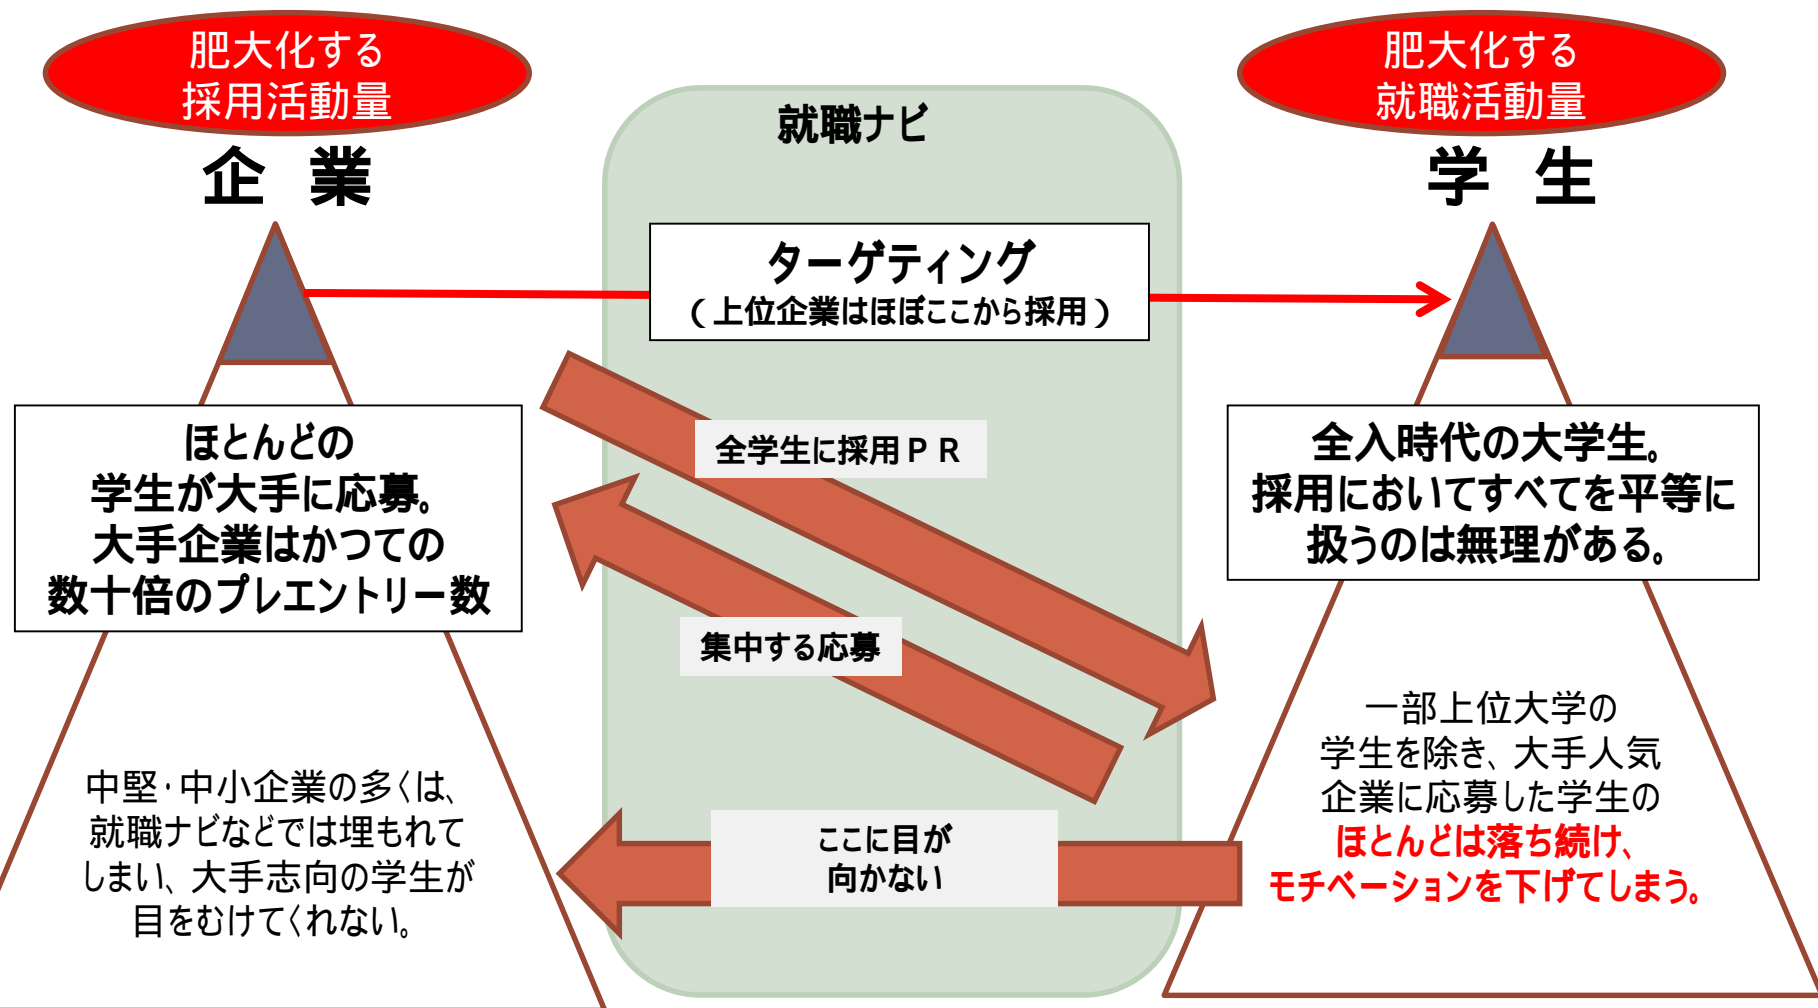 肥大化する
採用活動量
企 業
ほとんどの
学生が大手に応募。
大手企業はかつての
数十倍のプレエントリー数
中堅・中小企業の多くは、
就職ナビなどでは埋もれて
しまい、大手志向の学生が
目をむけてくれない。
就職ナビ
ターゲティング
(上位企業はほぼここから採用)
全学生に採用PR
集中する応募
ここに目が
向かない
肥大化する
就職活動量
学 生
全入時代の大学生。
採用においてすべてを平等に
扱うのは無理がある。
一部上位大学の
学生を除き、大手人気
企業に応募した学生の
ほとんどは落ち続け、
モチベーションを下げてしまう。